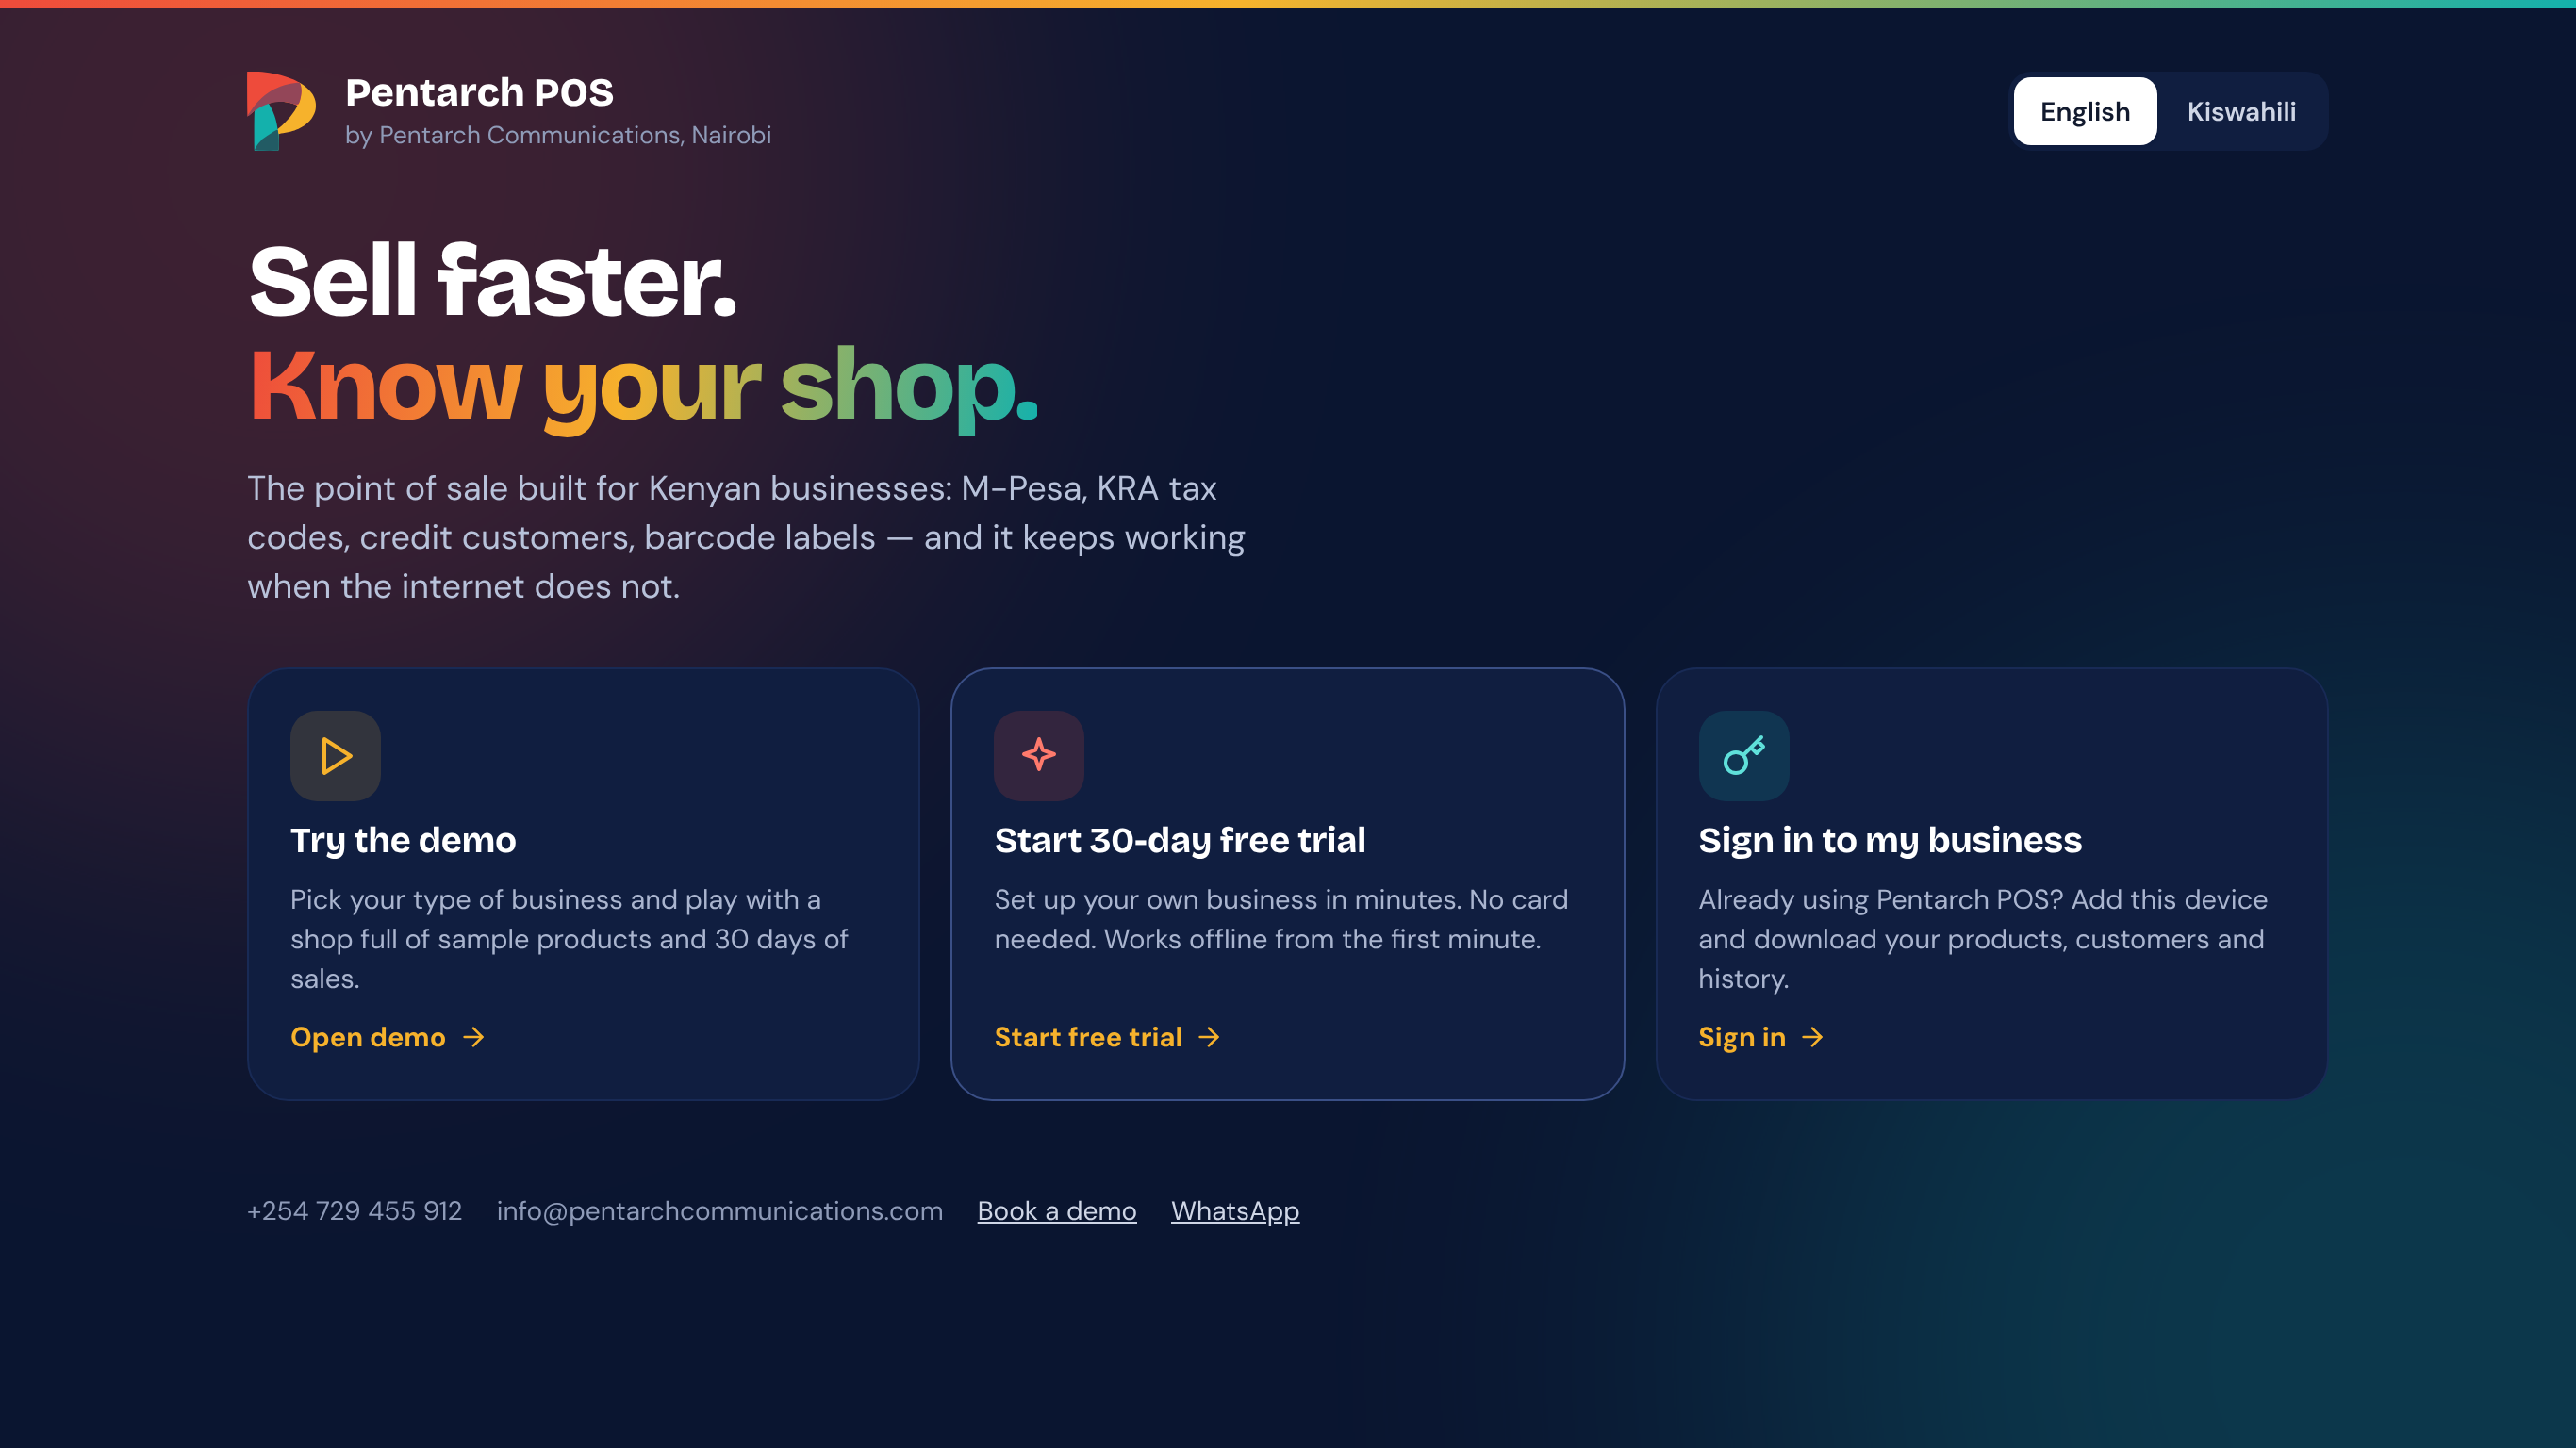 Pentarch POS
by Pentarch Communications, Nairobi
English
Kiswahili
Sell faster.
Know your shop.
The point of sale built for Kenyan businesses: M-Pesa, KRA tax
codes, credit customers, barcode labels — and it keeps working
when the internet does not.
Try the demo
Pick your type of business and play with a
shop full of sample products and 30 days of
sales.
Open demo →
Start 30-day free trial
Set up your own business in minutes. No card
needed. Works offline from the first minute.
Start free trial →
Sign in to my business
Already using Pentarch POS? Add this device
and download your products, customers and
history.
Sign in →
+254 729 455 912 info@pentarchcommunications.com Book a demo WhatsApp